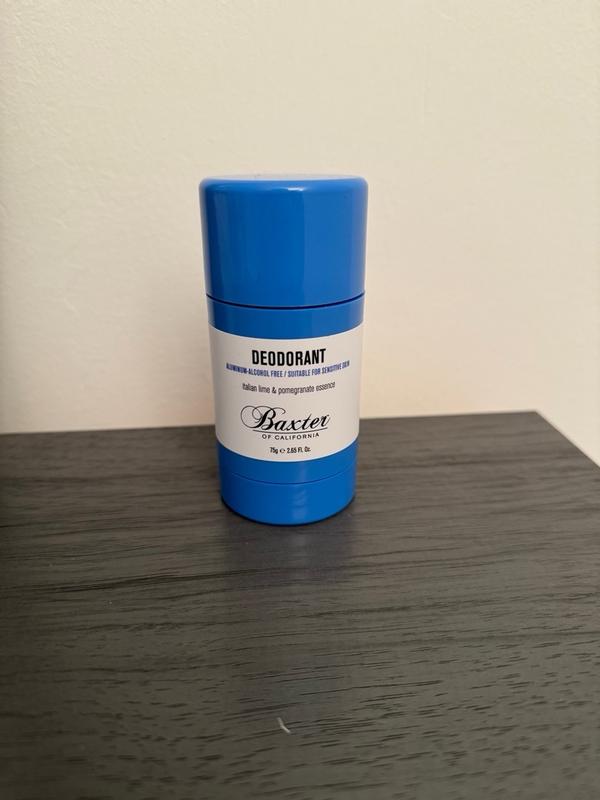 DEODORANT
ALUMINUM-ALCOHOL FREE / SUITABLE FOR SENSITIVE SKIN
italian lime & pomegranate essence
Baxter
OF CALIFORNIA
75g ℮ 2.65 Fl. Oz.